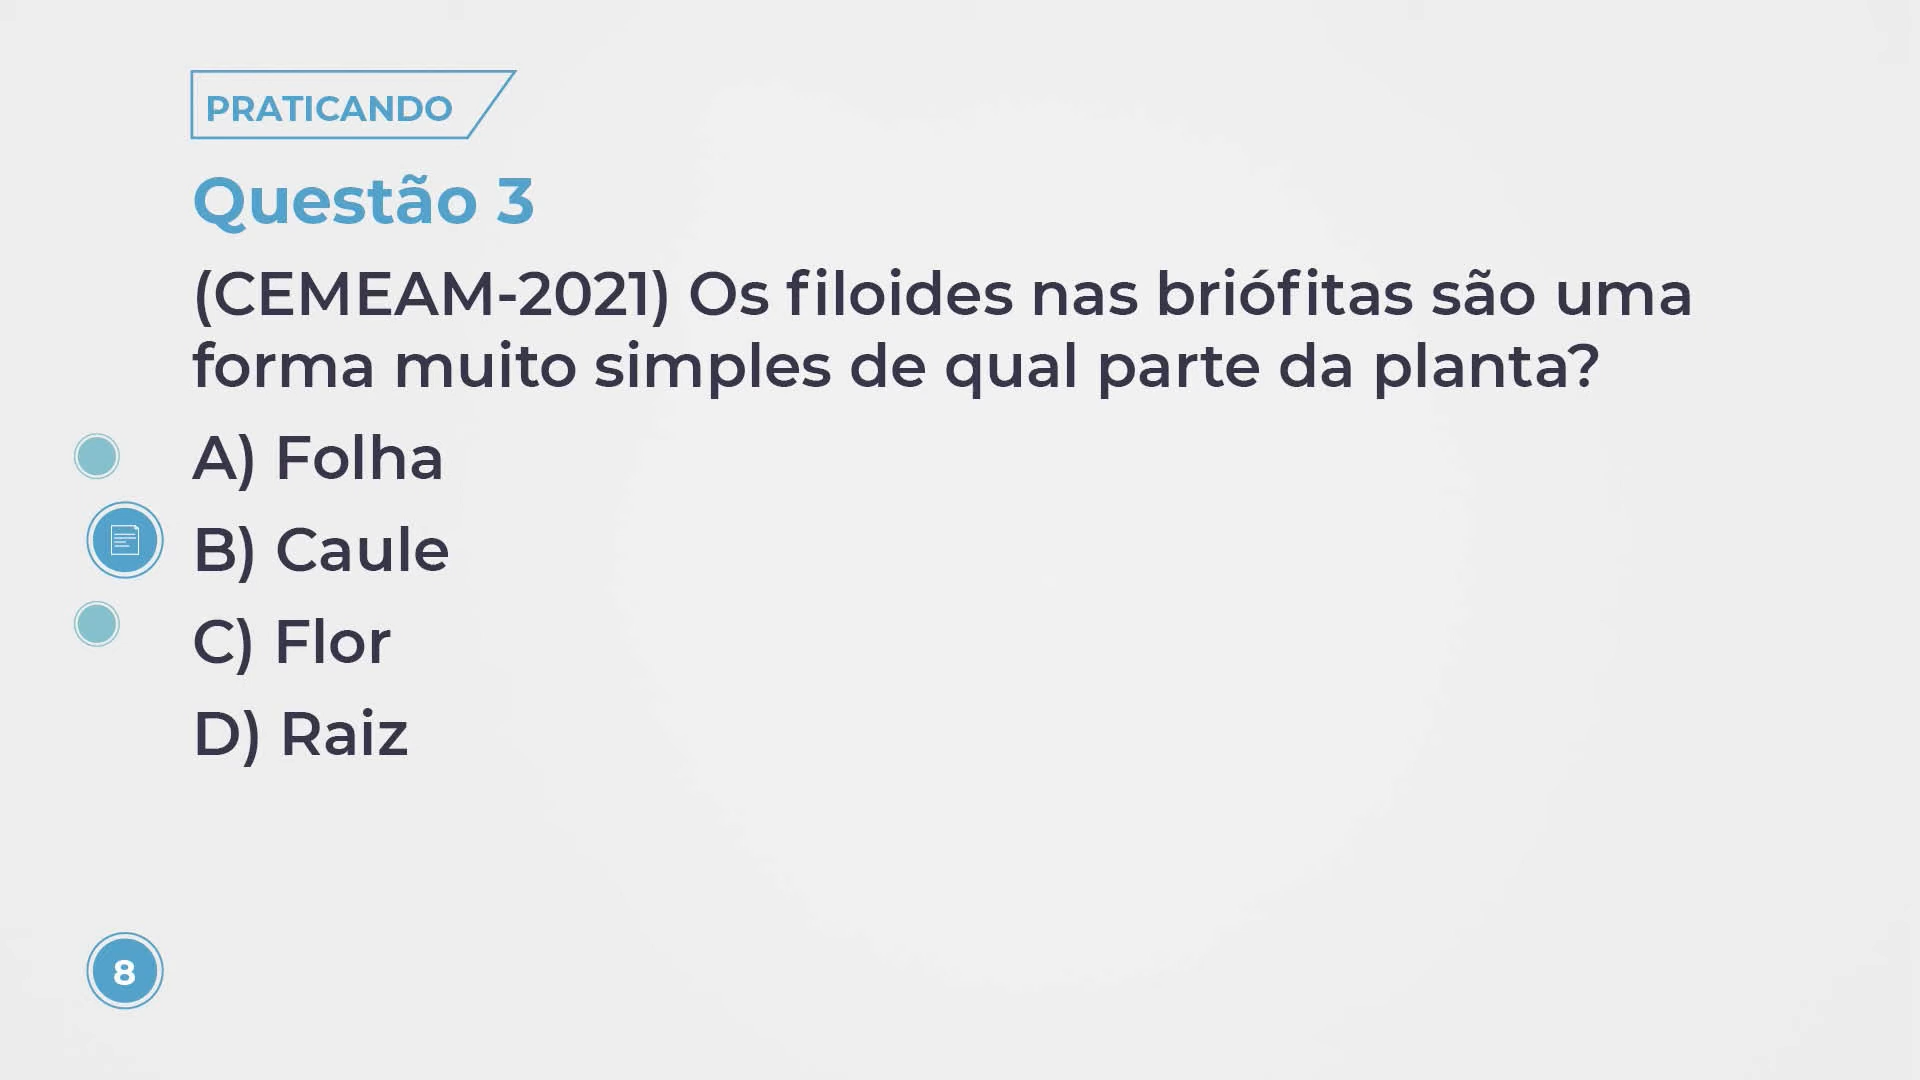 PRATICANDO
Questão 3
(CEMEAM-2021) Os filoides nas briófitas são uma
forma muito simples de qual parte da planta?
A) Folha
B) Caule
C) Flor
D) Raiz
8